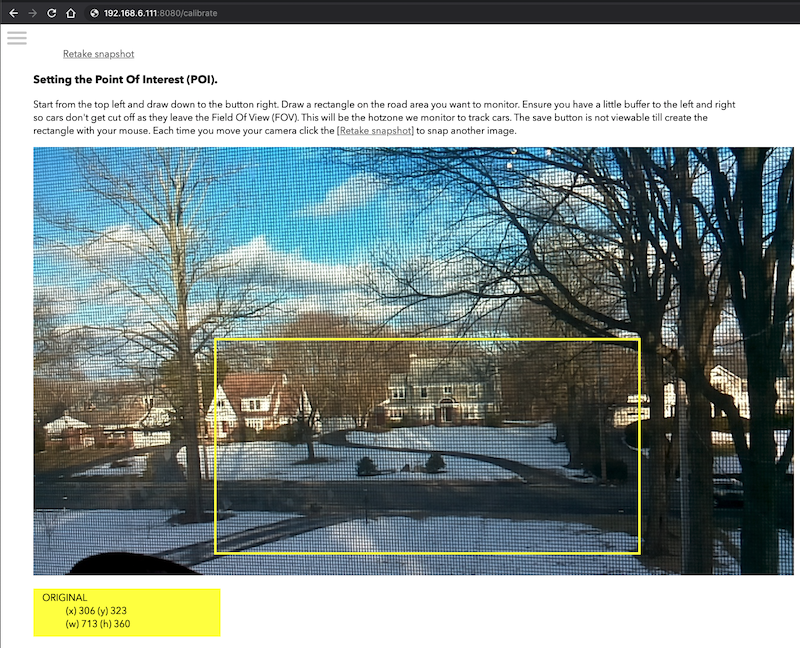 192.168.6.111:8080/calibrate
Retake snapshot
Setting the Point Of Interest (POI).
Start from the top left and draw down to the button right. Draw a rectangle on the road area you want to monitor. Ensure you have a little buffer to the left and right
so cars don't get cut off as they leave the Field Of View (FOV). This will be the hotzone we monitor to track cars. The save button is not viewable till create the
rectangle with your mouse. Each time you move your camera click the [Retake snapshot] to snap another image.
ORIGINAL
(x) 306 (y) 323
(w) 713 (h) 360